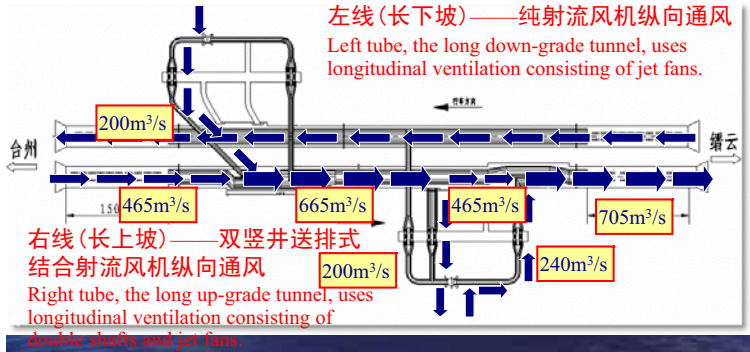 左线(长下坡)——纯射流风机纵向通风
Left tube, the long down-grade tunnel, uses
longitudinal ventilation consisting of jet fans.
行车方向
200m³/s
台州
缙云
465m³/s
665m³/s
465m³/s
705m³/s
150
右线(长上坡)——双竖井送排式
结合射流风机纵向通风
200m³/s
240m³/s
Right tube, the long up-grade tunnel, uses
longitudinal ventilation consisting of
double shafts and jet fans.